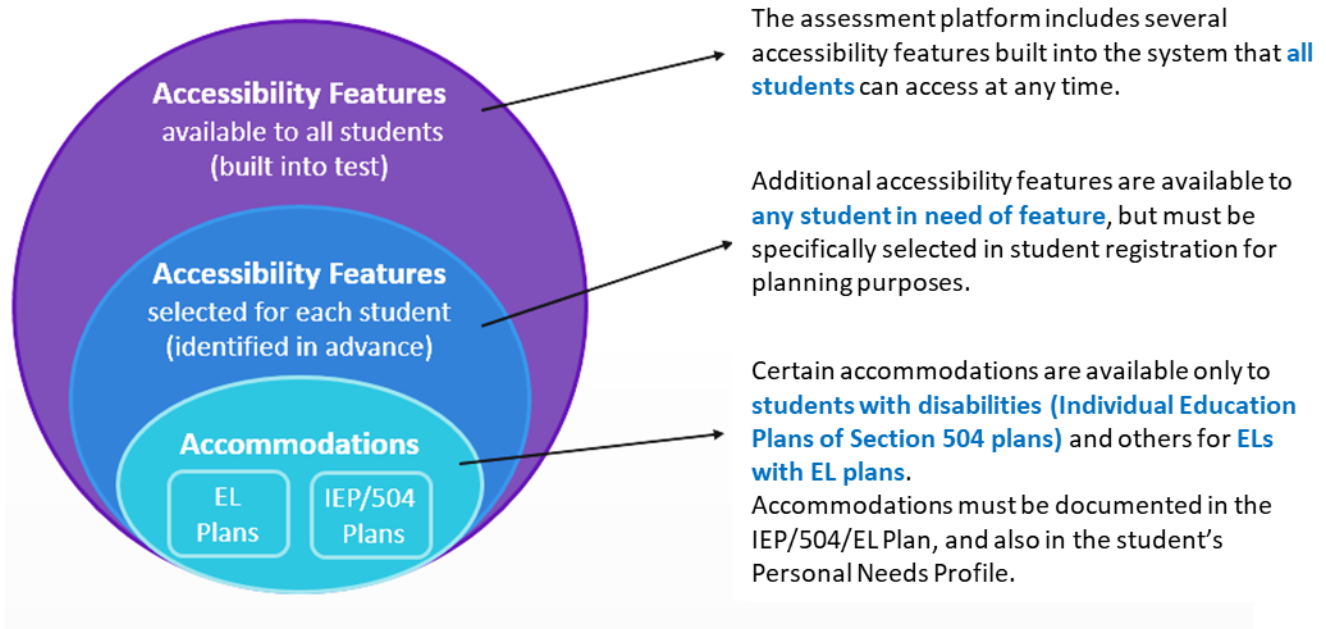 Accessibility Features
available to all students
(built into test)
Accessibility Features
selected for each student
(identified in advance)
Accommodations
EL
Plans
IEP/504
Plans
The assessment platform includes several
accessibility features built into the system that all
students can access at any time.
Additional accessibility features are available to
any student in need of feature, but must be
specifically selected in student registration for
planning purposes.
Certain accommodations are available only to
students with disabilities (Individual Education
Plans of Section 504 plans) and others for ELs
with EL plans.
Accommodations must be documented in the
IEP/504/EL Plan, and also in the student’s
Personal Needs Profile.